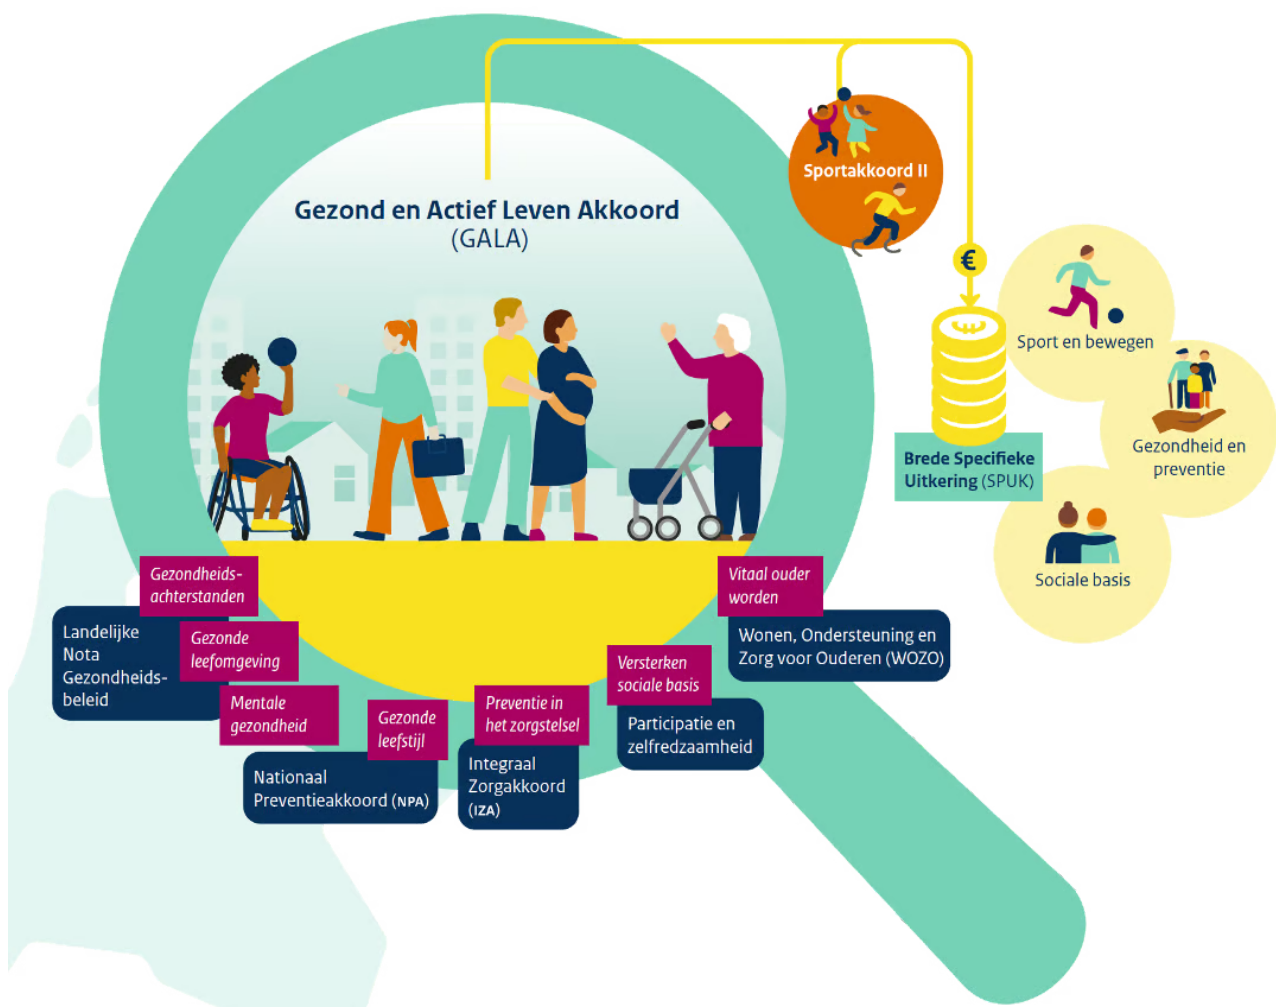 Gezond en Actief Leven Akkoord
(GALA)
Sportakkoord II
€
Sport en bewegen
Gezondheid en
preventie
Brede Specifieke
Uitkering (SPUK)
Sociale basis
Gezondheids-
achterstanden
Landelijke
Nota
Gezondheids-
beleid
Gezonde
leefomgeving
Mentale
gezondheid
Gezonde
leefstijl
Nationaal
Preventieakkoord (NPA)
Preventie in
het zorgstelsel
Integraal
Zorgakkoord
(IZA)
Versterken
sociale basis
Participatie en
zelfredzaamheid
Vitaal ouder
worden
Wonen, Ondersteuning en
Zorg voor Ouderen (WOZO)